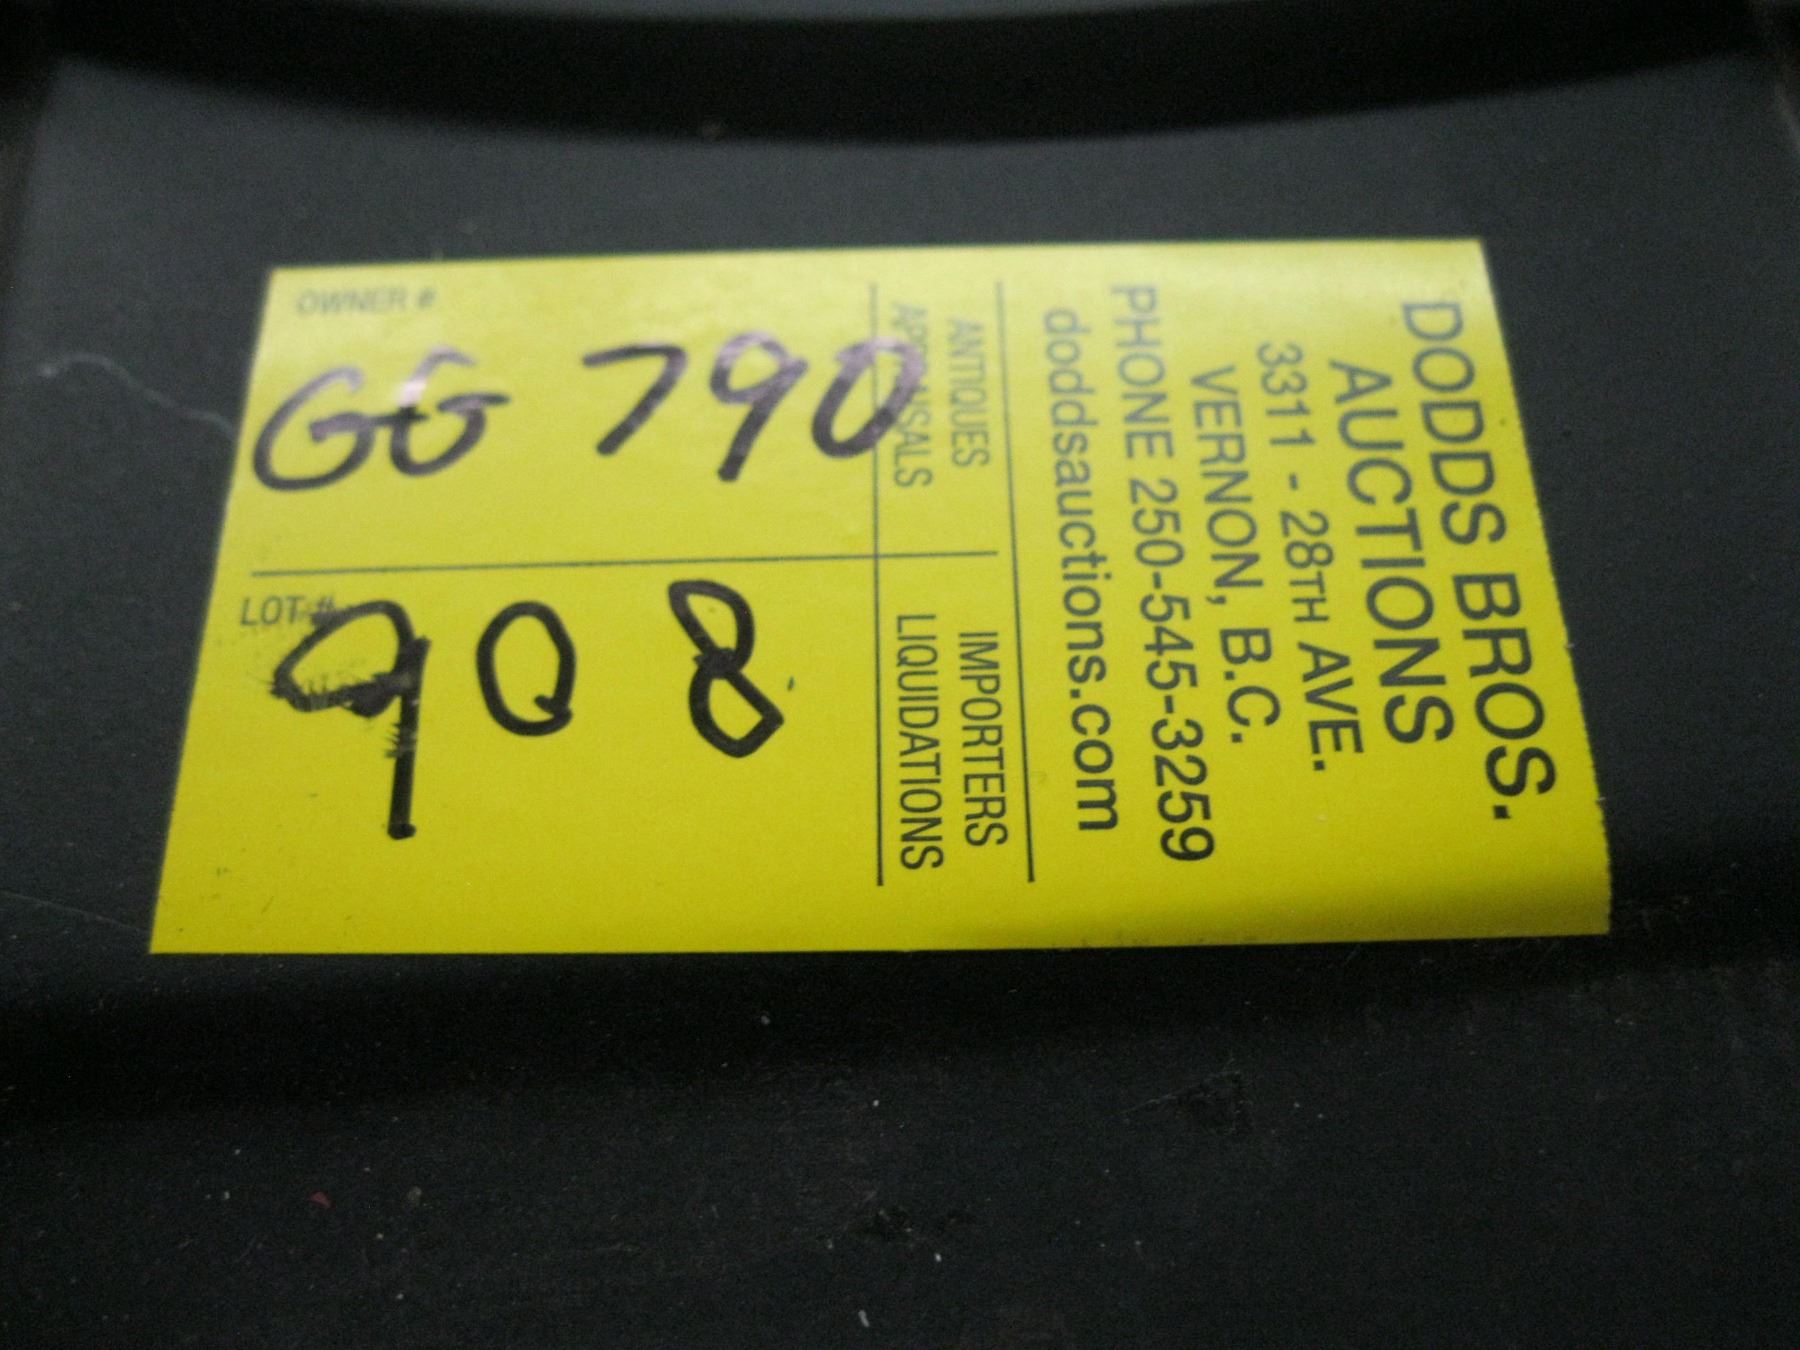 DODDS BROS.
AUCTIONS
3311 - 28TH AVE.
VERNON, B.C.
PHONE 250-545-3259
doddsauctions.com
ANTIQUES IMPORTERS
APPRAISALS LIQUIDATIONS
OWNER #
GG 790
LOT #
908